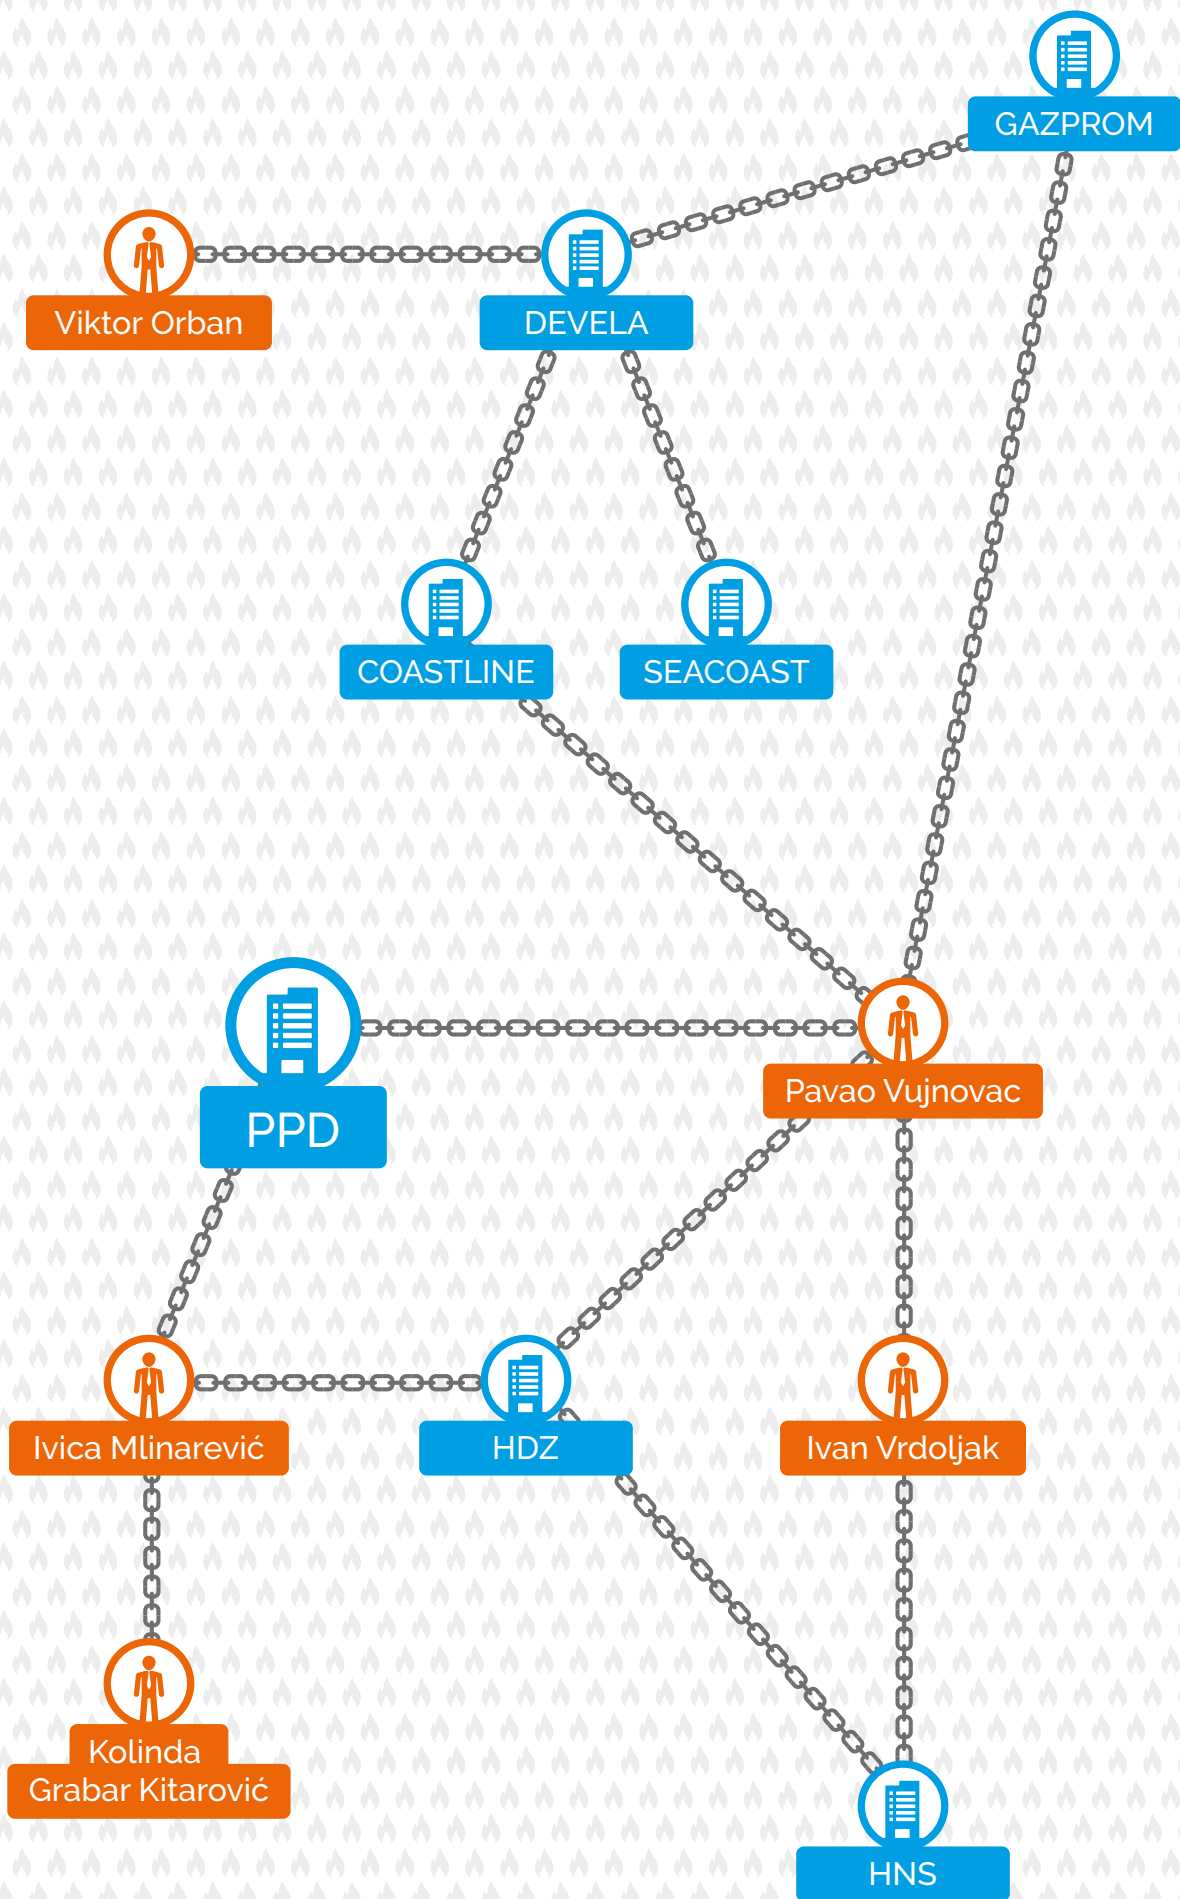 GAZPROM
Viktor Orban
DEVELA
COASTLINE
SEACOAST
PPD
Pavao Vujnovac
Ivica Mlinarević
HDZ
Ivan Vrdoljak
Kolinda
Grabar Kitarović
HNS